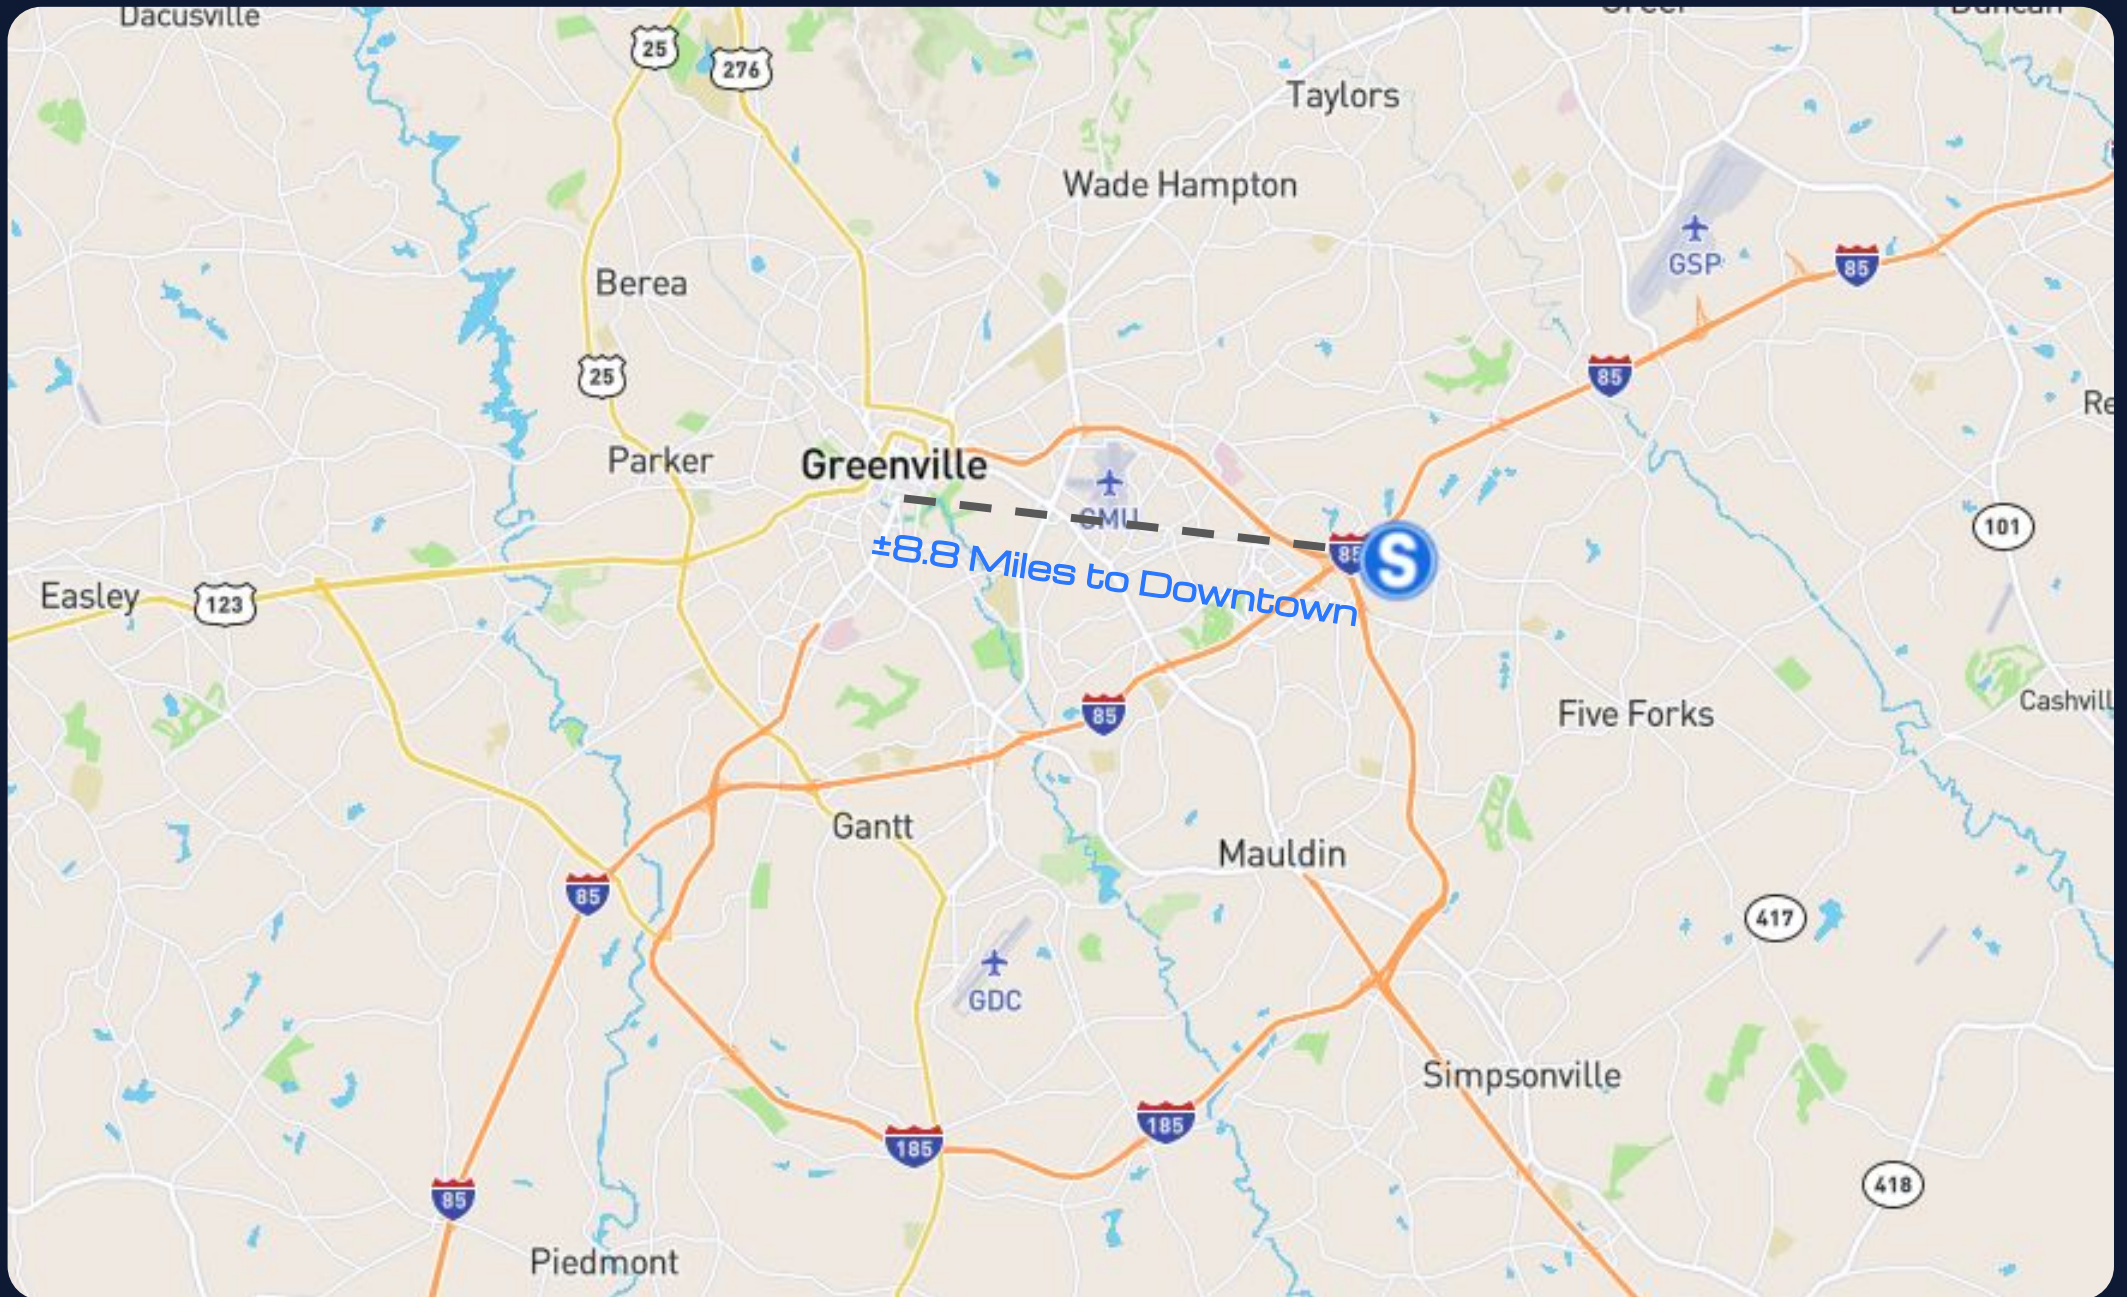 Dacusville
Greer
Duncan
25
276
Taylors
Wade Hampton
GSP
85
Berea
25
85
Re
Parker
Greenville
GMU
101
85
S
±8.8 Miles to Downtown
Easley
123
Cashvill
85
Five Forks
Gantt
Mauldin
85
417
GDC
Simpsonville
185
185
85
418
Piedmont